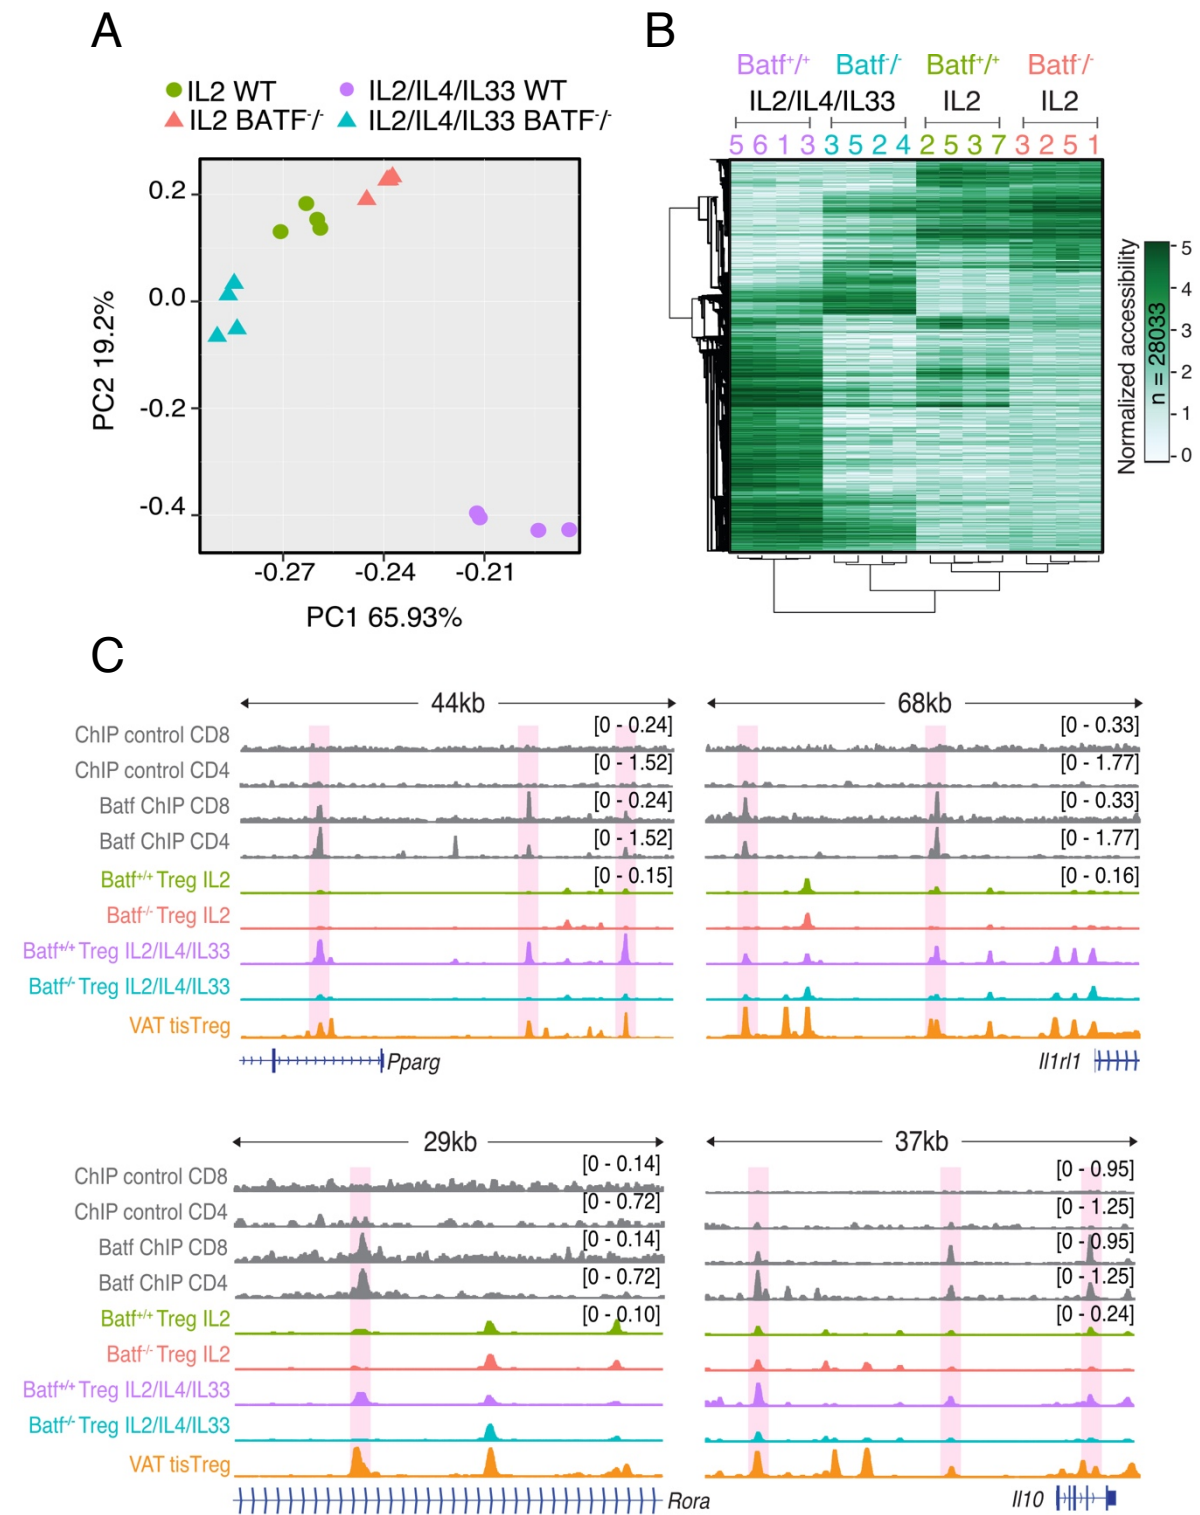 A
IL2 WT
IL2/IL4/IL33 WT
IL2 BATF-/-
IL2/IL4/IL33 BATF-/-
0.2
0.0
-0.2
-0.4
PC2 19.2%
-0.27 -0.24 -0.21
PC1 65.93%
B
Batf+/+ Batf-/- Batf+/+ Batf-/-
IL2/IL4/IL33 IL2 IL2
5 6 1 3 3 5 2 4 2 5 3 7 3 2 5 1
Normalized accessibility
n = 28033
5
4
3
2
1
0
C
44kb
68kb
ChIP control CD8 [0 - 0.24] [0 - 0.33]
ChIP control CD4 [0 - 1.52] [0 - 1.77]
Batf ChIP CD8 [0 - 0.24] [0 - 0.33]
Batf ChIP CD4 [0 - 1.52] [0 - 1.77]
Batf+/+ Treg IL2 [0 - 0.15] [0 - 0.16]
Batf-/- Treg IL2
Batf+/+ Treg IL2/IL4/IL33
Batf-/- Treg IL2/IL4/IL33
VAT tisTreg
Pparg
Il1rl1
29kb
37kb
ChIP control CD8 [0 - 0.14] [0 - 0.95]
ChIP control CD4 [0 - 0.72] [0 - 1.25]
Batf ChIP CD8 [0 - 0.14] [0 - 0.95]
Batf ChIP CD4 [0 - 0.72] [0 - 1.25]
Batf+/+ Treg IL2 [0 - 0.10] [0 - 0.24]
Batf-/- Treg IL2
Batf+/+ Treg IL2/IL4/IL33
Batf-/- Treg IL2/IL4/IL33
VAT tisTreg
Rora
Il10